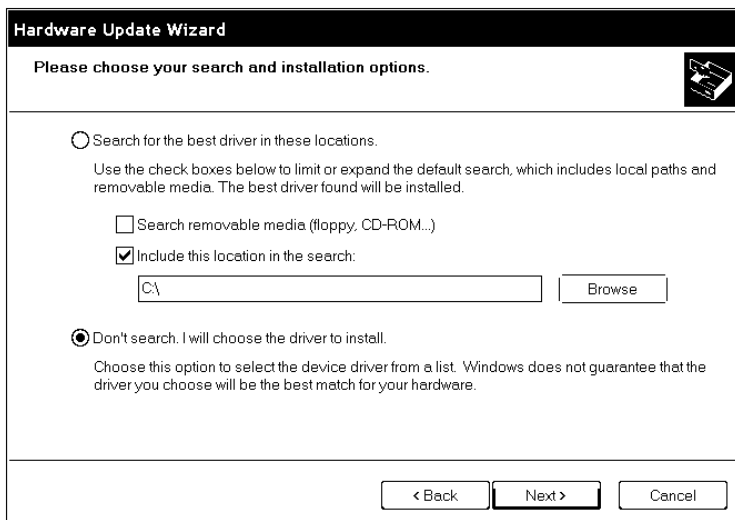 Hardware Update Wizard
Please choose your search and installation options.
Search for the best driver in these locations.
Use the check boxes below to limit or expand the default search, which includes local paths and
removable media. The best driver found will be installed.
Search removable media (floppy, CD-ROM...)
Include this location in the search:
C:\
Browse
Don't search. I will choose the driver to install.
Choose this option to select the device driver from a list. Windows does not guarantee that the
driver you choose will be the best match for your hardware.
< Back
Next >
Cancel